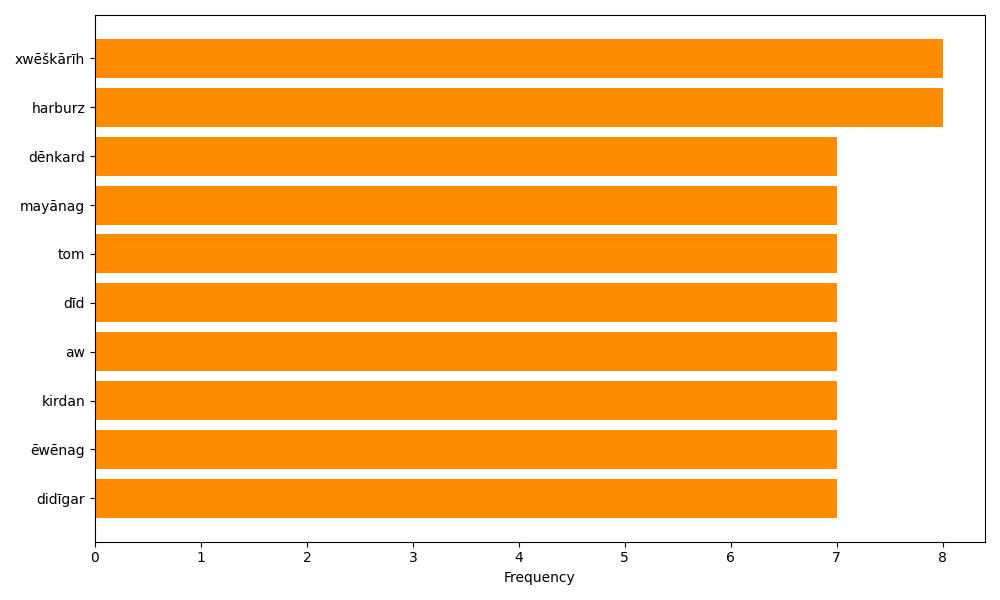 xwēškārīh
harburz
dēnkard
mayānag
tom
dīd
aw
kirdan
ēwēnag
didīgar
0 1 2 3 4 5 6 7 8
Frequency